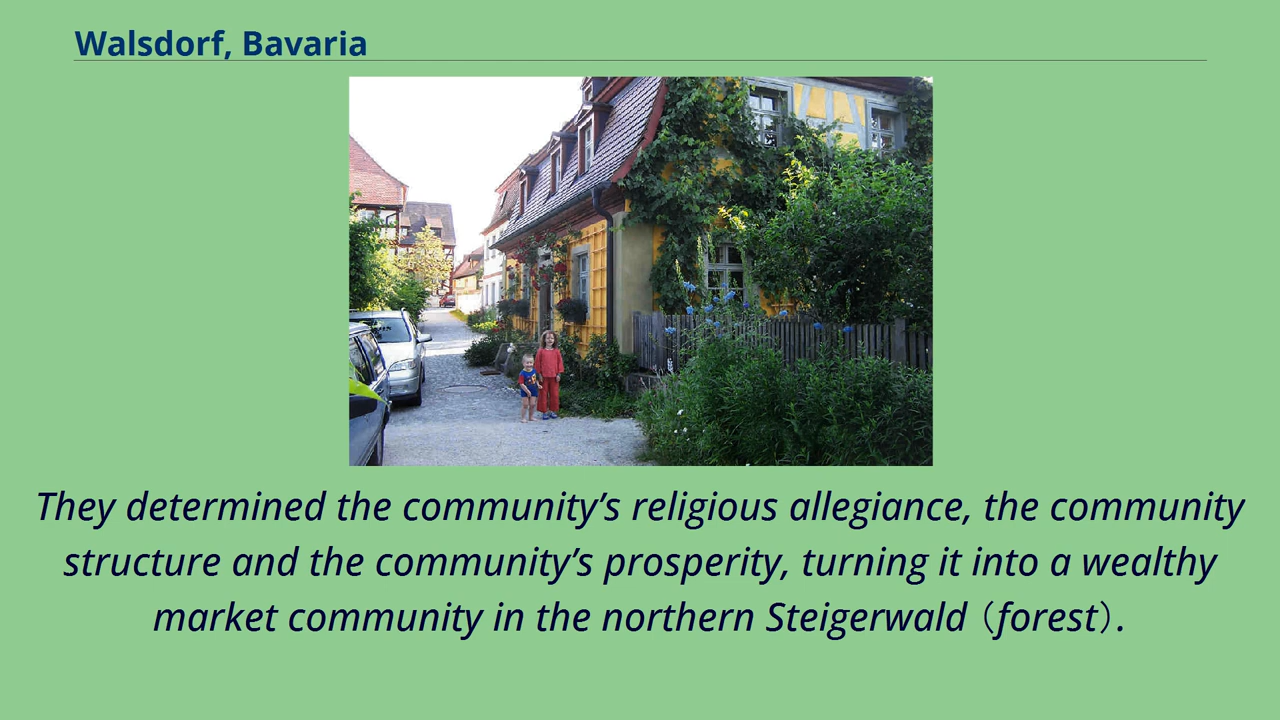 Walsdorf, Bavaria
They determined the community’s religious allegiance, the community
structure and the community’s prosperity, turning it into a wealthy
market community in the northern Steigerwald（forest）.